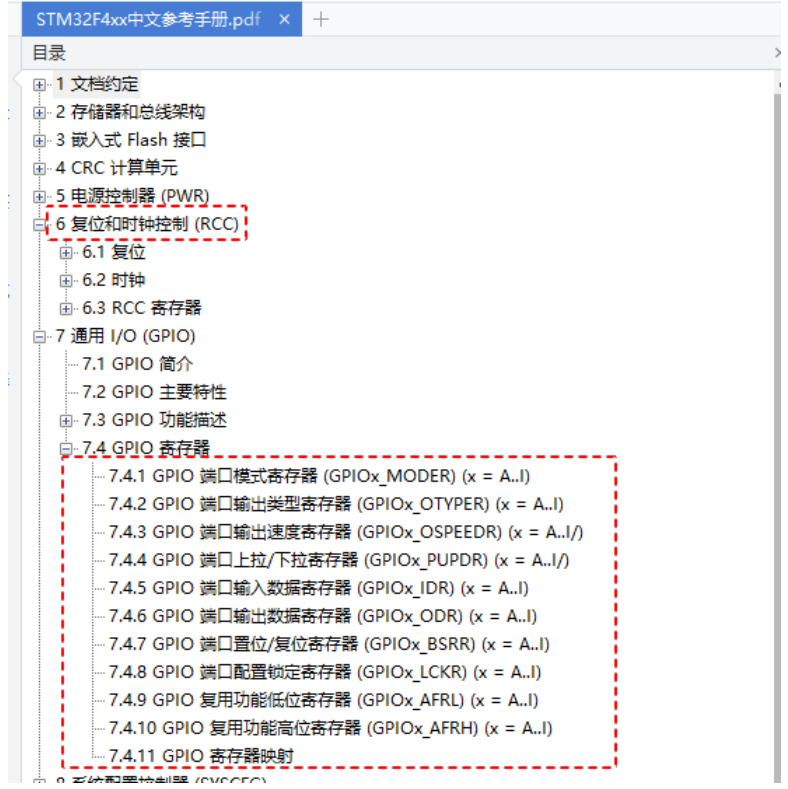 STM32F4xx中文参考手册.pdf × +
目录 ×
1 文档约定
2 存储器和总线架构
3 嵌入式 Flash 接口
4 CRC 计算单元
5 电源控制器 (PWR)
6 复位和时钟控制 (RCC)
6.1 复位
6.2 时钟
6.3 RCC 寄存器
7 通用 I/O (GPIO)
7.1 GPIO 简介
7.2 GPIO 主要特性
7.3 GPIO 功能描述
7.4 GPIO 寄存器
7.4.1 GPIO 端口模式寄存器 (GPIOx_MODER) (x = A..I)
7.4.2 GPIO 端口输出类型寄存器 (GPIOx_OTYPER) (x = A..I)
7.4.3 GPIO 端口输出速度寄存器 (GPIOx_OSPEEDR) (x = A..I/)
7.4.4 GPIO 端口上拉/下拉寄存器 (GPIOx_PUPDR) (x = A..I/)
7.4.5 GPIO 端口输入数据寄存器 (GPIOx_IDR) (x = A..I)
7.4.6 GPIO 端口输出数据寄存器 (GPIOx_ODR) (x = A..I)
7.4.7 GPIO 端口置位/复位寄存器 (GPIOx_BSRR) (x = A..I)
7.4.8 GPIO 端口配置锁定寄存器 (GPIOx_LCKR) (x = A..I)
7.4.9 GPIO 复用功能低位寄存器 (GPIOx_AFRL) (x = A..I)
7.4.10 GPIO 复用功能高位寄存器 (GPIOx_AFRH) (x = A..I)
7.4.11 GPIO 寄存器映射
8 系统配置控制器 (SYSCFG)